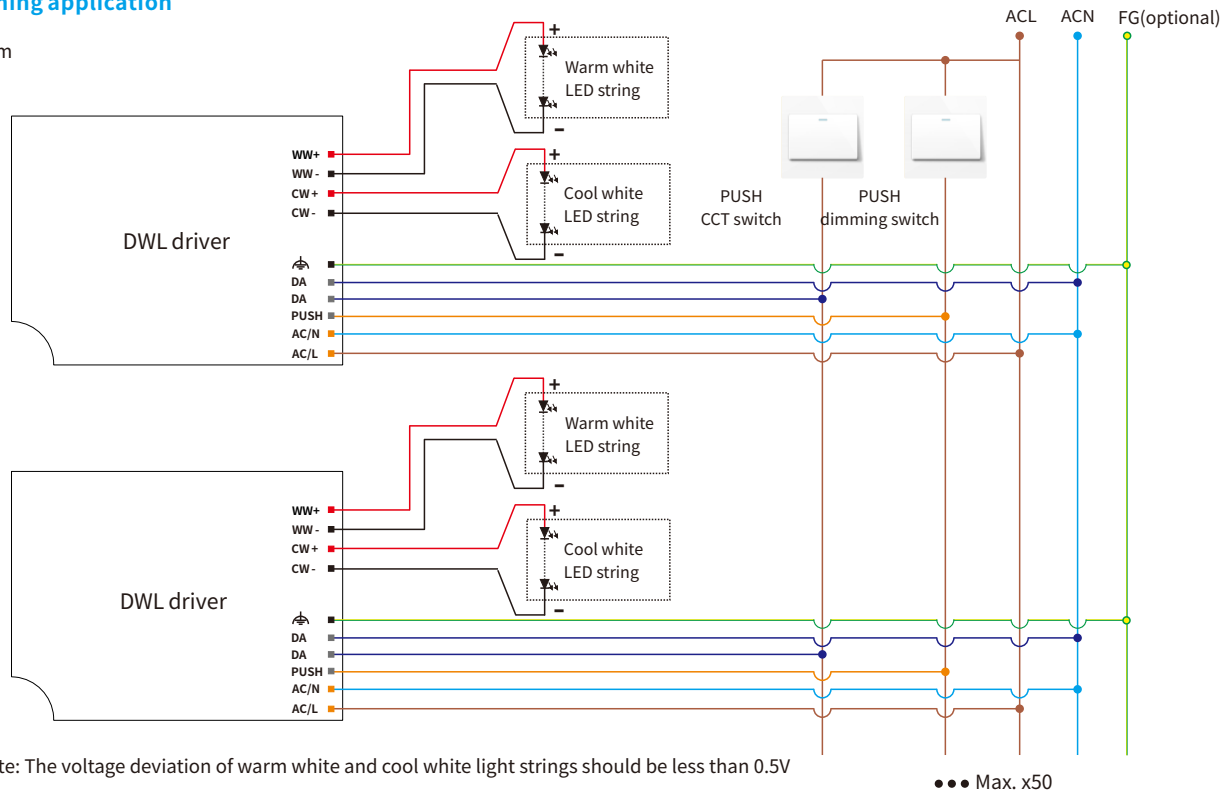 application
ACL ACN FG(optional)
Warm white
LED string
+
-
WW+
WW -
CW +
CW -
Cool white
LED string
+
-
PUSH
CCT switch
PUSH
dimming switch
DWL driver
DA
DA
PUSH
AC/N
AC/L
Warm white
LED string
+
-
WW+
WW -
CW +
CW -
Cool white
LED string
+
-
DWL driver
DA
DA
PUSH
AC/N
AC/L
The voltage deviation of warm white and cool white light strings should be less than 0.5V
●●● Max. x50